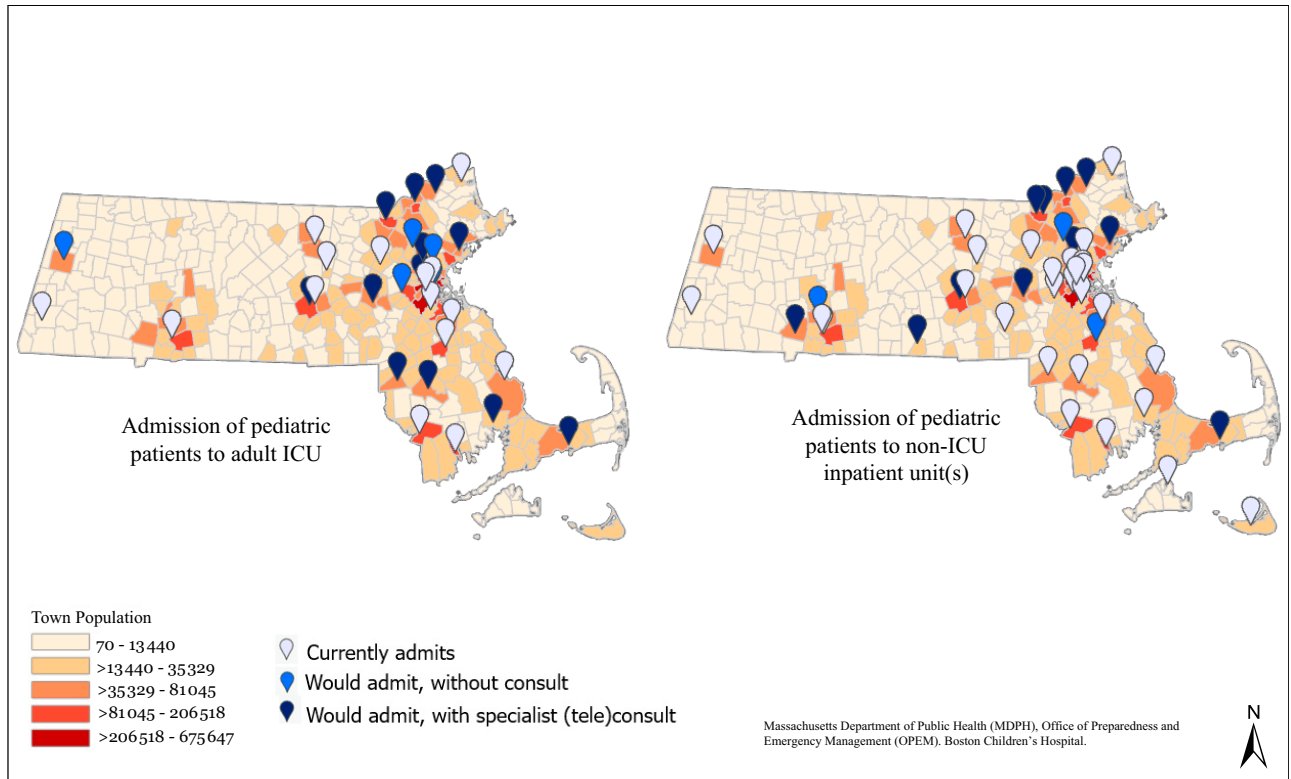 Admission of pediatric
patients to adult ICU
Admission of pediatric
patients to non-ICU
inpatient unit(s)
Town Population
70 - 13440
>13440 - 35329
>35329 - 81045
>81045 - 206518
>206518 - 675647
Currently admits
Would admit, without consult
Would admit, with specialist (tele)consult
Massachusetts Department of Public Health (MDPH), Office of Preparedness and
Emergency Management (OPEM). Boston Children's Hospital.
N